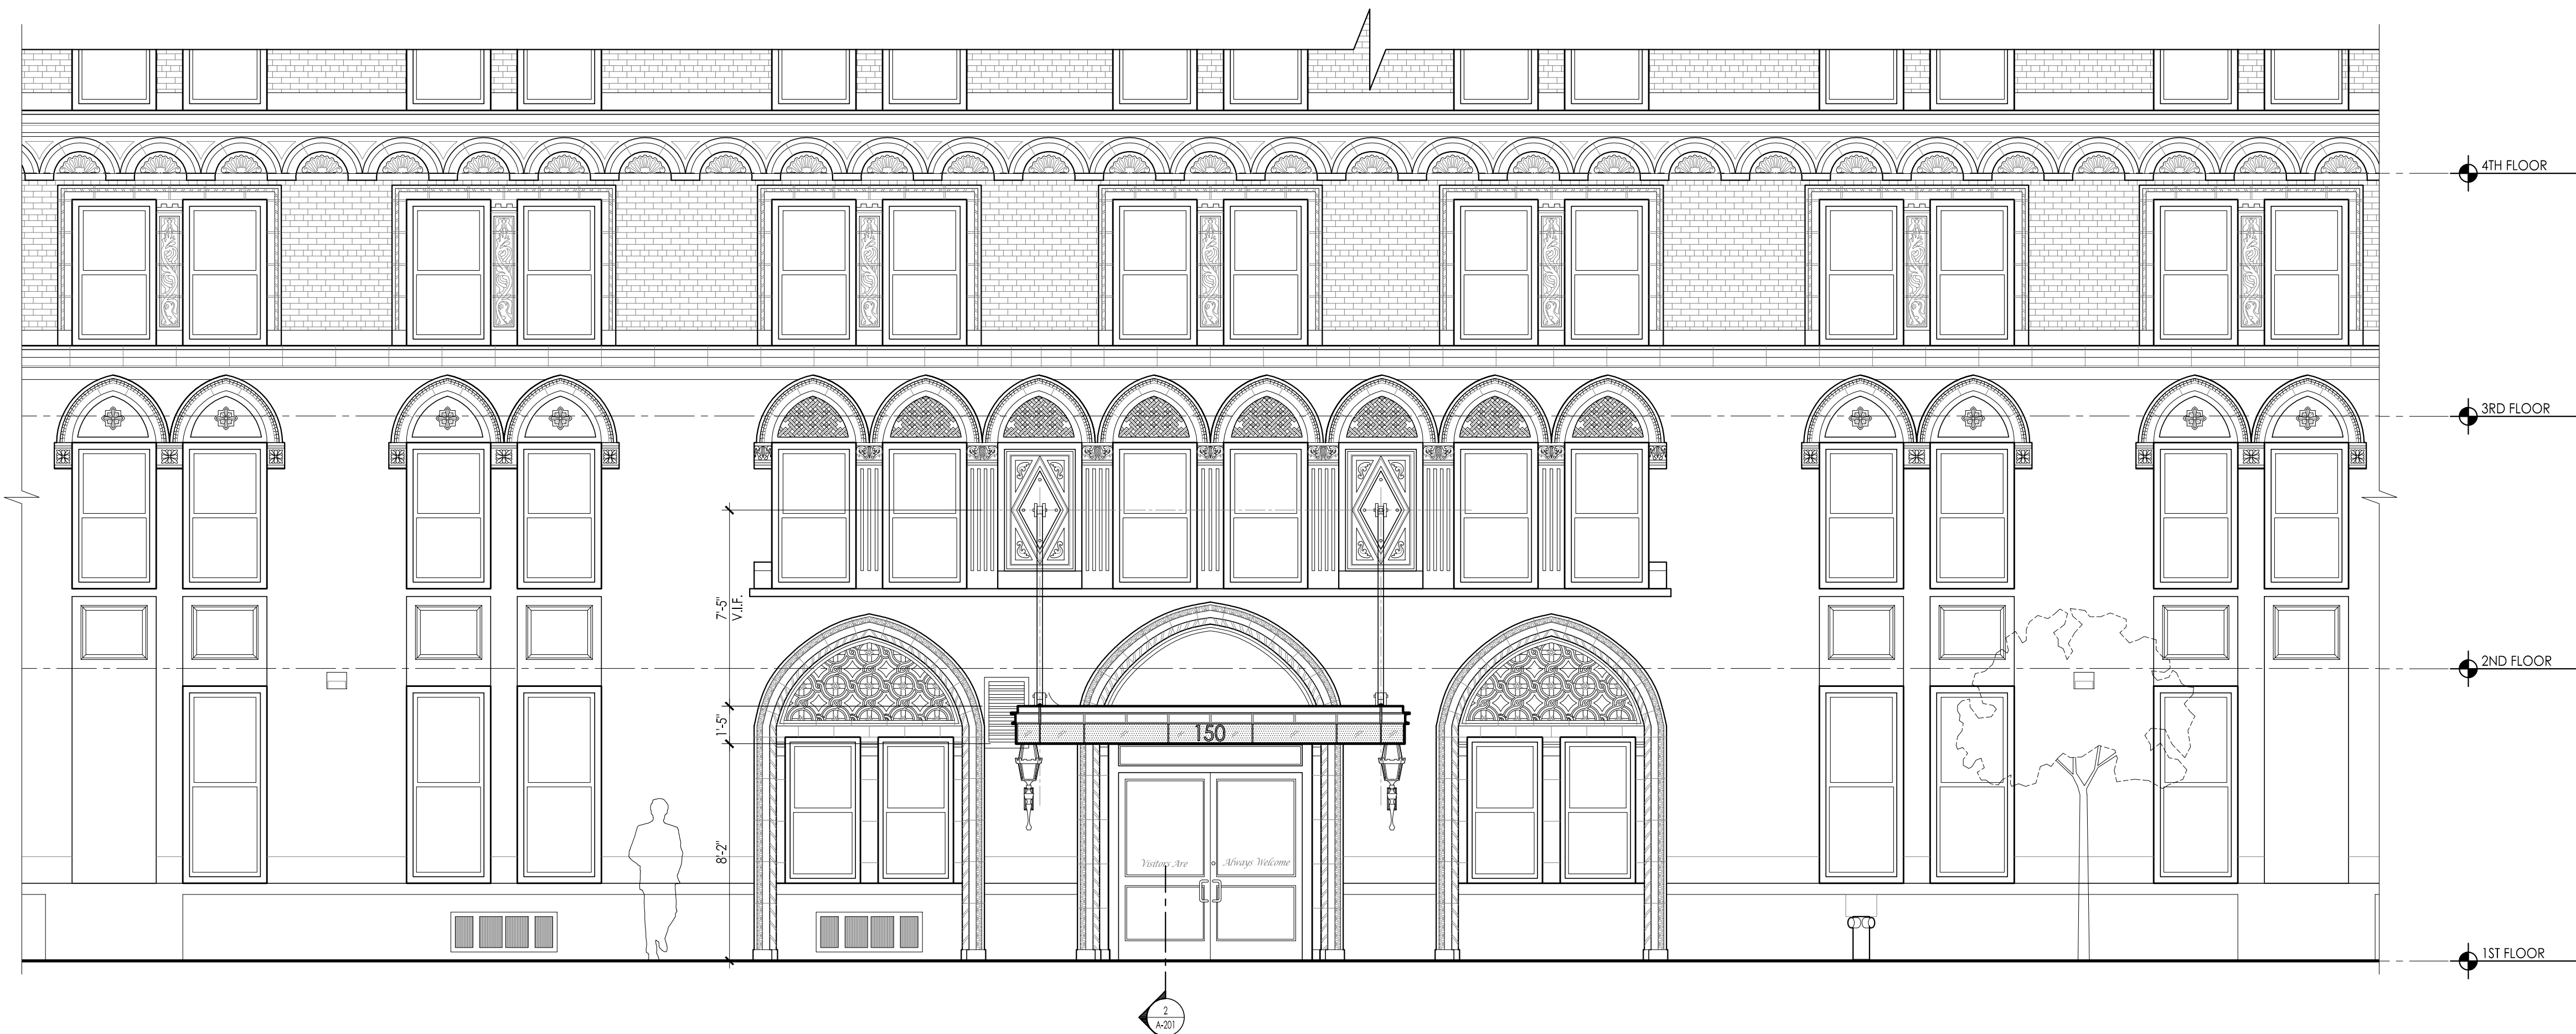 4TH FLOOR
3RD FLOOR
7'-5"
V.I.F.
2ND FLOOR
1'-5"
150
8'-2"
Visitors Are
Always Welcome
1ST FLOOR
2
A-201